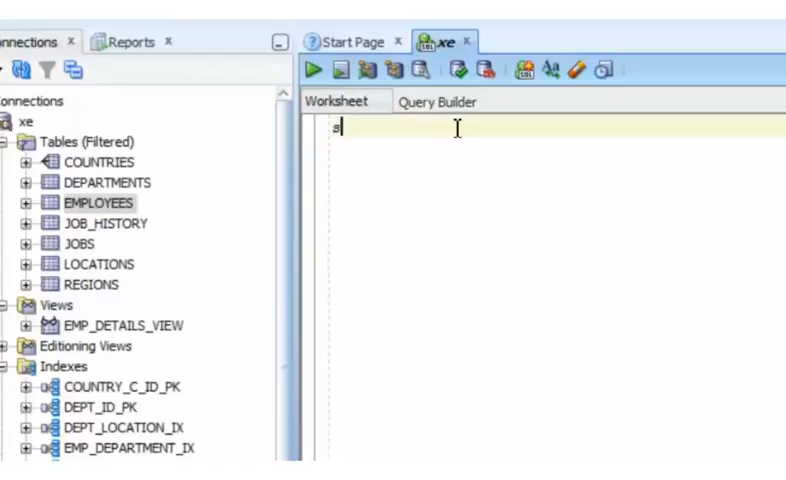 onnections
Reports
Start Page
xe
Worksheet
Query Builder
onnections
xe
Tables (Filtered)
COUNTRIES
DEPARTMENTS
EMPLOYEES
JOB_HISTORY
JOBS
LOCATIONS
REGIONS
Views
EMP_DETAILS_VIEW
Editioning Views
Indexes
COUNTRY_C_ID_PK
DEPT_ID_PK
DEPT_LOCATION_IX
EMP_DEPARTMENT_IX
s